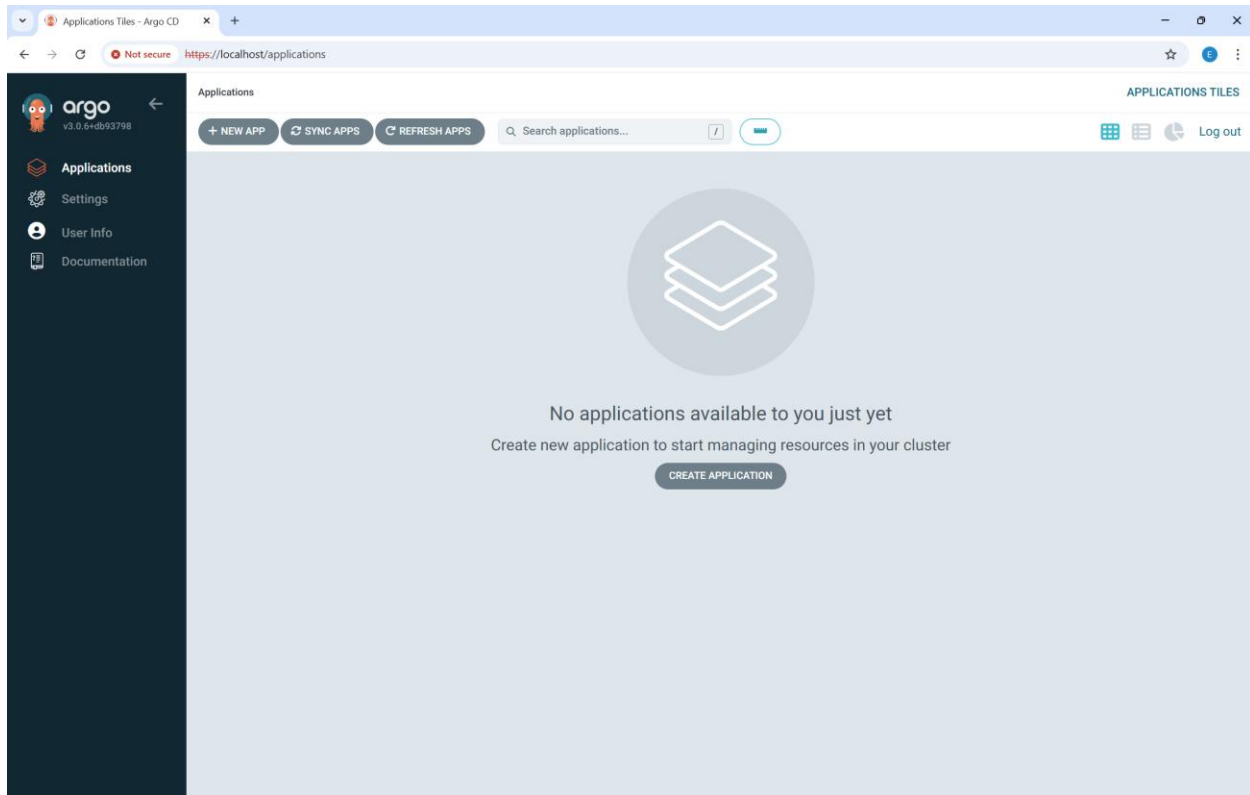 Applications Tiles - Argo CD
Not secure https://localhost/applications
E
argo
v3.0.6+db93798
Applications
Settings
User Info
Documentation
Applications
APPLICATIONS TILES
+ NEW APP SYNC APPS REFRESH APPS Search applications... / Log out
No applications available to you just yet
Create new application to start managing resources in your cluster
CREATE APPLICATION